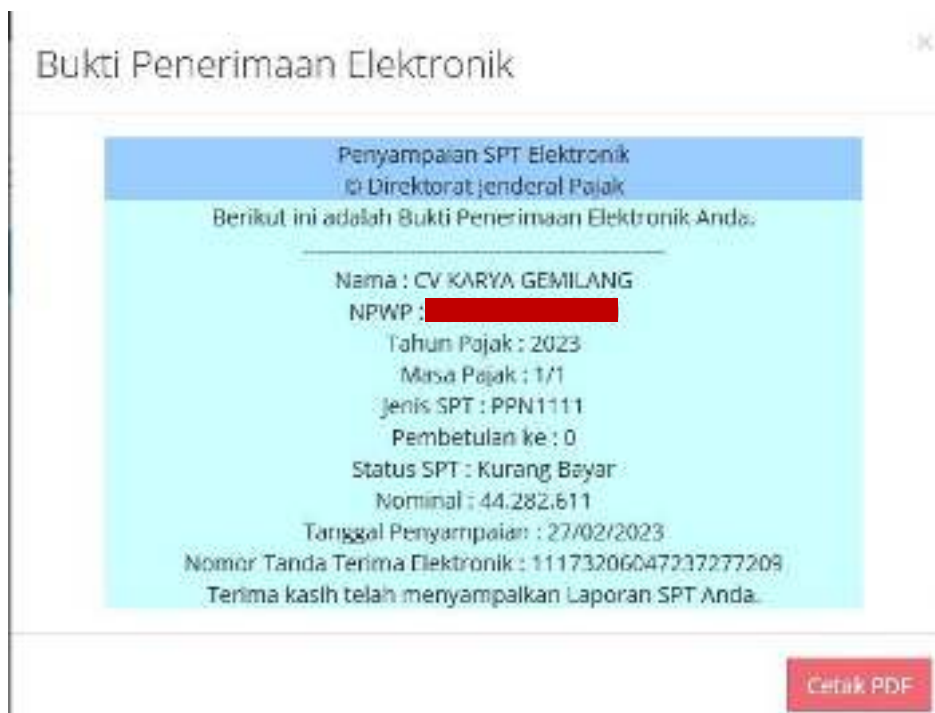 Bukti Penerimaan Elektronik
×
Penyampaian SPT Elektronik
© Direktorat Jenderal Pajak
Berikut ini adalah Bukti Penerimaan Elektronik Anda.
Nama : CV KARYA GEMILANG
NPWP :
Tahun Pajak : 2023
Masa Pajak : 1/1
Jenis SPT : PPN1111
Pembetulan ke : 0
Status SPT : Kurang Bayar
Nominal : 44.282.611
Tanggal Penyampaian : 27/02/2023
Nomor Tanda Terima Elektronik : 11173206047237277209
Terima kasih telah menyampaikan Laporan SPT Anda.
Cetak PDF